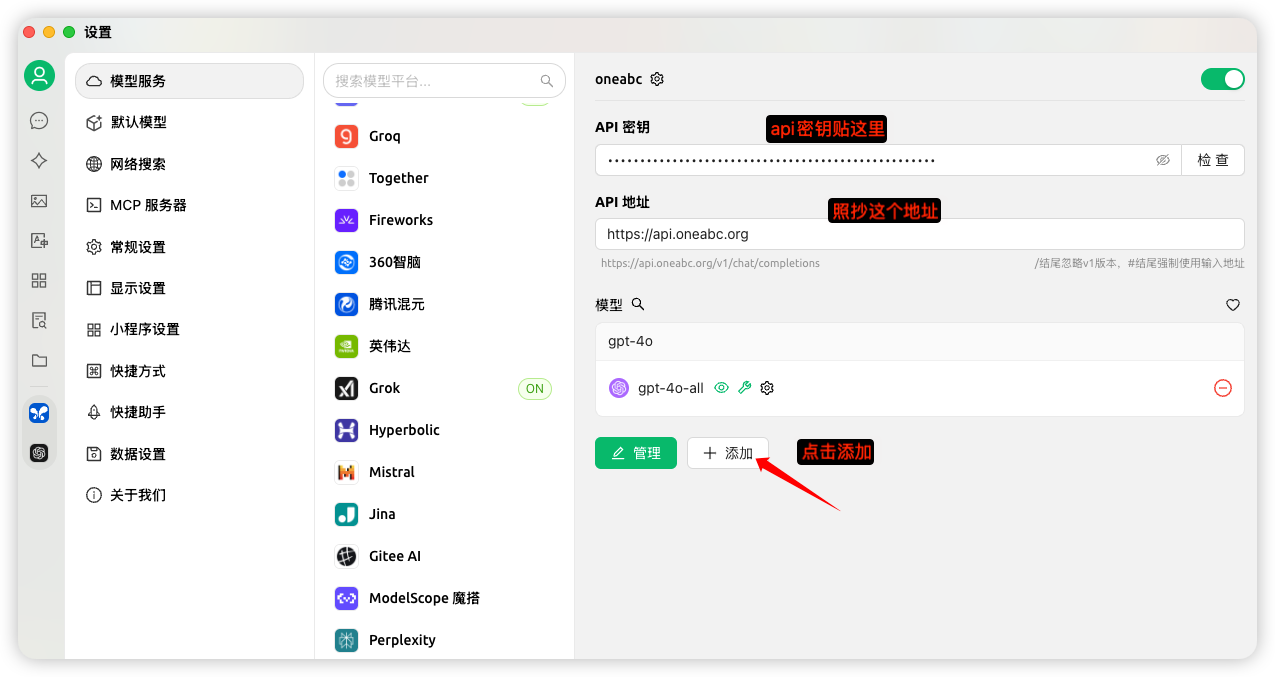 设置
模型服务
默认模型
网络搜索
MCP 服务器
常规设置
显示设置
小程序设置
快捷方式
快捷助手
数据设置
关于我们
搜索模型平台...
Groq
Together
Fireworks
360智脑
腾讯混元
英伟达
Grok ON
Hyperbolic
Mistral
Jina
Gitee AI
ModelScope 魔搭
Perplexity
oneabc
API 密钥
api密钥贴这里
检 查
API 地址
照抄这个地址
https://api.oneabc.org
https://api.oneabc.org/v1/chat/completions
/结尾忽略v1版本，#结尾强制使用输入地址
模型
gpt-4o
gpt-4o-all
管理
添加
点击添加